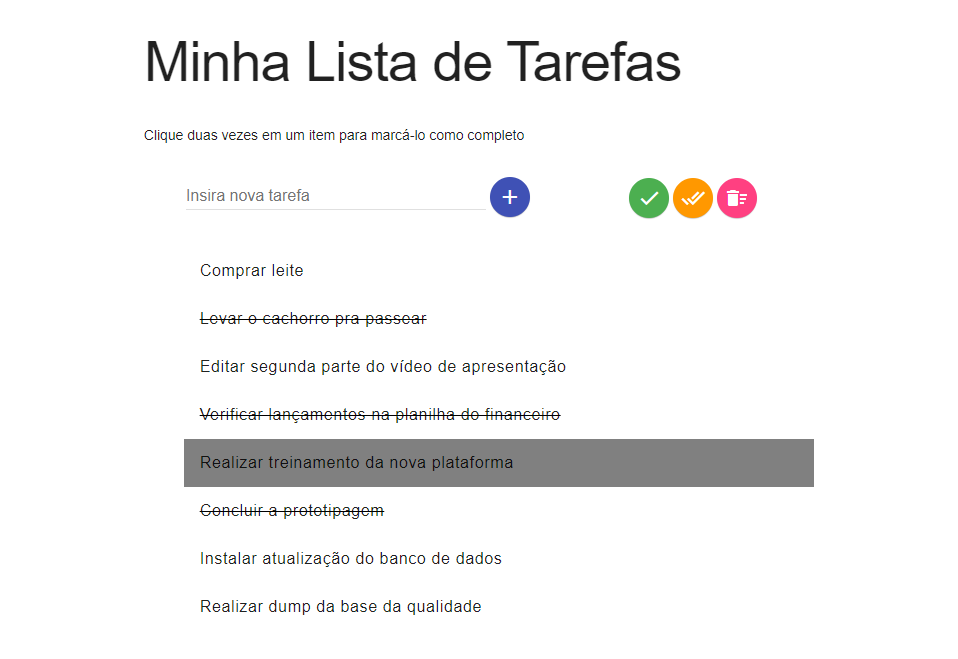 Minha Lista de Tarefas
Clique duas vezes em um item para marcá-lo como completo
Insira nova tarefa
Comprar leite
Levar o cachorro pra passear
Editar segunda parte do vídeo de apresentação
Verificar lançamentos na planilha do financeiro
Realizar treinamento da nova plataforma
Concluir a prototipagem
Instalar atualização do banco de dados
Realizar dump da base da qualidade